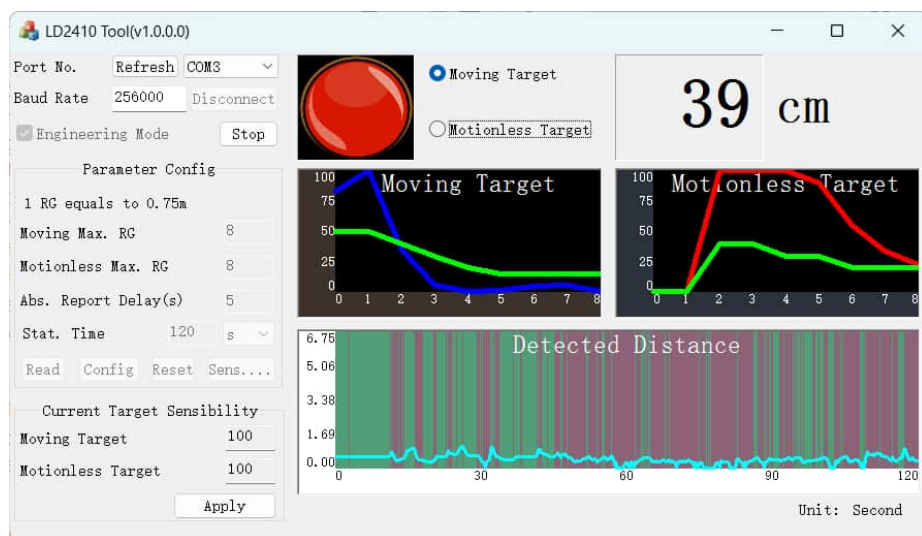 LD2410 Tool(v1.0.0.0)
Port No. Refresh COM3
Baud Rate 256000 Disconnect
Engineering Mode Stop
Parameter Config
1 RG equals to 0.75m
Moving Max. RG 8
Motionless Max. RG 8
Abs. Report Delay(s) 5
Stat. Time 120 s
Read Config Reset Sens....
Current Target Sensibility
Moving Target 100
Motionless Target 100
Apply
Moving Target
Motionless Target
39 cm
Moving Target
100
75
50
25
0
0 1 2 3 4 5 6 7 8
Motionless Target
100
75
50
25
0
0 1 2 3 4 5 6 7 8
Detected Distance
6.75
5.06
3.38
1.69
0.00
0 30 60 90 120
Unit: Second